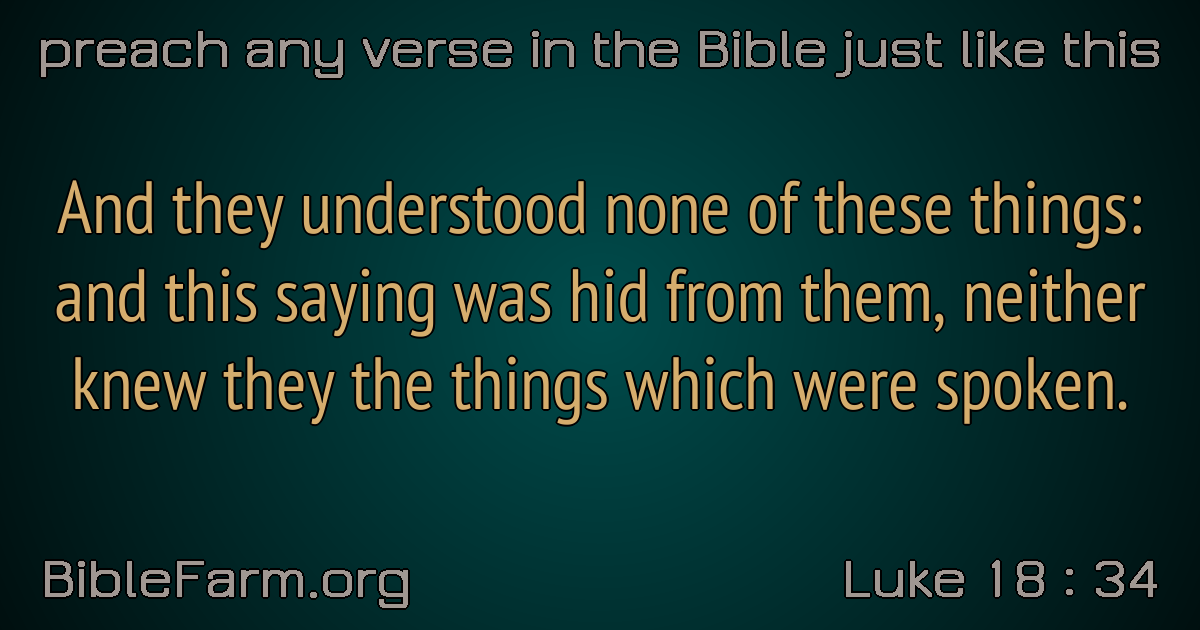 preach any verse in the Bible just like this
And they understood none of these things:
and this saying was hid from them, neither
knew they the things which were spoken.
BibleFarm.org
Luke 18 : 34